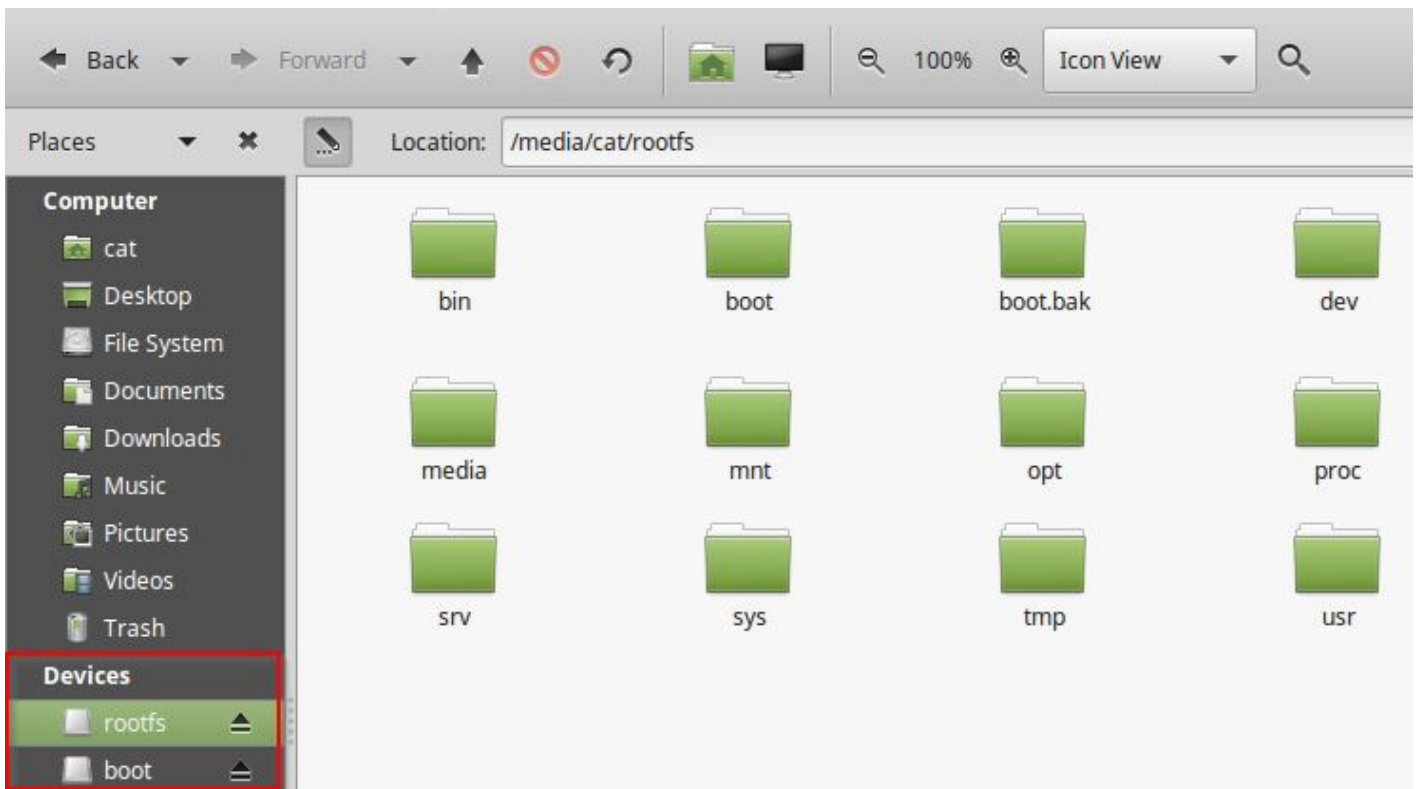 Back Forward 100% Icon View
Places Location: /media/cat/rootfs
Computer
cat
Desktop
File System
Documents
Downloads
Music
Pictures
Videos
Trash
Devices
rootfs
boot
bin boot boot.bak dev
media mnt opt proc
srv sys tmp usr